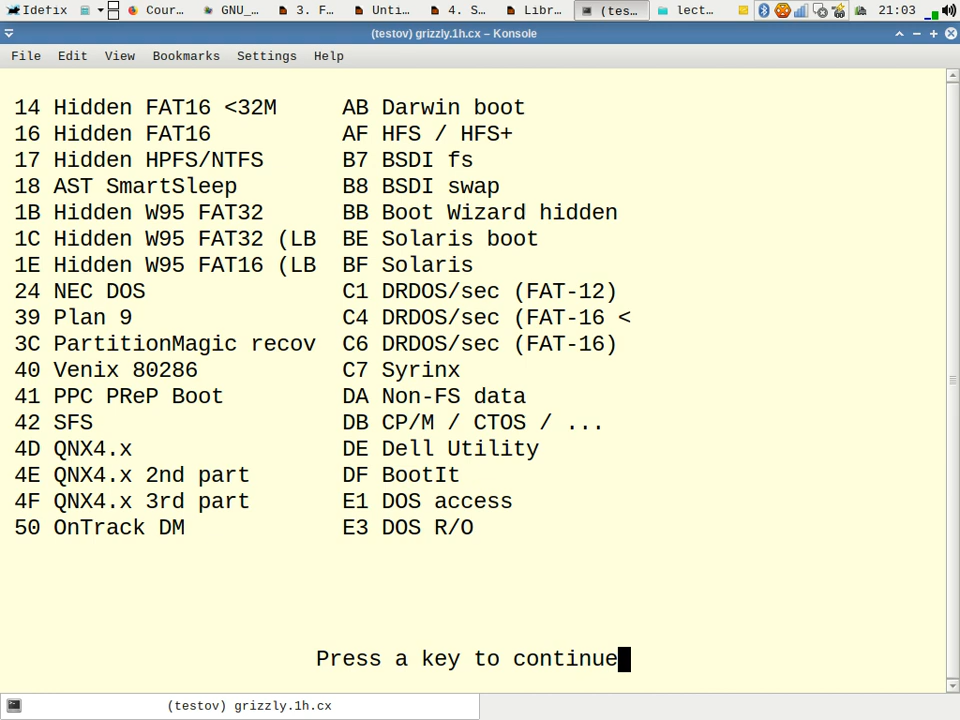 Idefix Cour... GNU_... 3. F... Unti... 4. S... Libr... (tes... lect... 21:03
(testov) grizzly.1h.cx – Konsole
File Edit View Bookmarks Settings Help
14 Hidden FAT16 <32M AB Darwin boot
16 Hidden FAT16 AF HFS / HFS+
17 Hidden HPFS/NTFS B7 BSDI fs
18 AST SmartSleep B8 BSDI swap
1B Hidden W95 FAT32 BB Boot Wizard hidden
1C Hidden W95 FAT32 (LB BE Solaris boot
1E Hidden W95 FAT16 (LB BF Solaris
24 NEC DOS C1 DRDOS/sec (FAT-12)
39 Plan 9 C4 DRDOS/sec (FAT-16 <
3C PartitionMagic recov C6 DRDOS/sec (FAT-16)
40 Venix 80286 C7 Syrinx
41 PPC PReP Boot DA Non-FS data
42 SFS DB CP/M / CTOS / ...
4D QNX4.x DE Dell Utility
4E QNX4.x 2nd part DF BootIt
4F QNX4.x 3rd part E1 DOS access
50 OnTrack DM E3 DOS R/O
Press a key to continue
(testov) grizzly.1h.cx